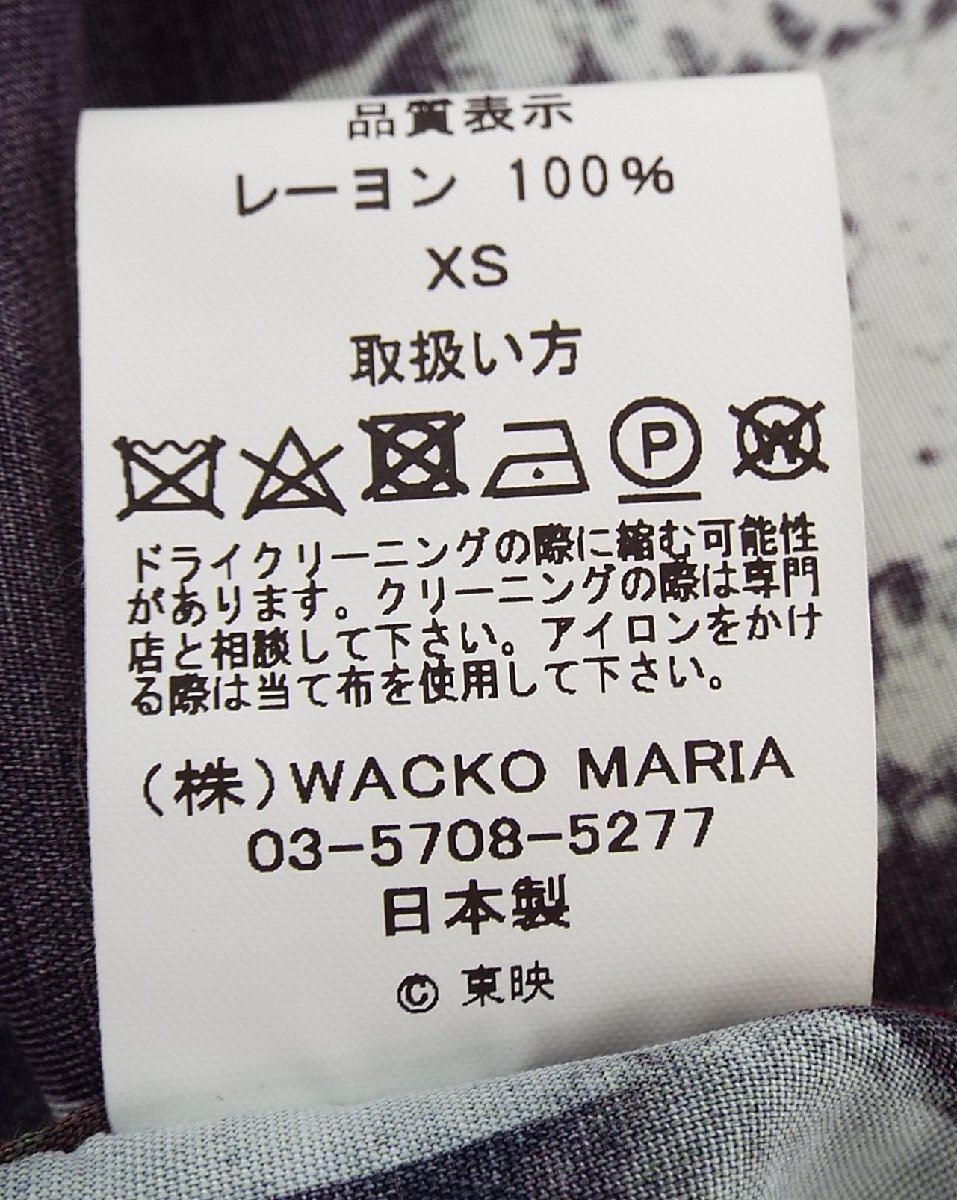 品質表示
レーヨン 100%
XS
取扱い方
P W
ドライクリーニングの際に縮む可能性
があります。クリーニングの際は専門
店と相談して下さい。アイロンをかけ
る際は当て布を使用して下さい。
(株)WACKO MARIA
03-5708-5277
日本製
© 東映